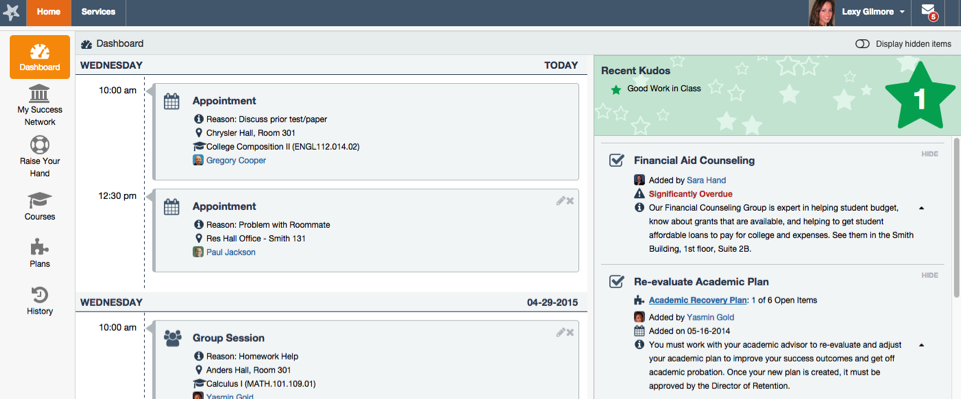 Home
Services
Lexy Gilmore
5
Dashboard
My Success
Network
Raise Your
Hand
Courses
Plans
History
Dashboard
Display hidden items
WEDNESDAY
TODAY
10:00 am
Appointment
Reason: Discuss prior test/paper
Chrysler Hall, Room 301
College Composition II (ENGL112.014.02)
Gregory Cooper
12:30 pm
Appointment
Reason: Problem with Roommate
Res Hall Office - Smith 131
Paul Jackson
WEDNESDAY
04-29-2015
10:00 am
Group Session
Reason: Homework Help
Anders Hall, Room 301
Calculus I (MATH.101.109.01)
Yasmin Gold
Recent Kudos
Good Work in Class
1
Financial Aid Counseling
HIDE
Added by Sara Hand
Significantly Overdue
Our Financial Counseling Group is expert in helping student budget,
know about grants that are available, and helping to get student
affordable loans to pay for college and expenses. See them in the Smith
Building, 1st floor, Suite 2B.
Re-evaluate Academic Plan
HIDE
Academic Recovery Plan: 1 of 6 Open Items
Added by Yasmin Gold
Added on 05-16-2014
You must work with your academic advisor to re-evaluate and adjust
your academic plan to improve your success outcomes and get off
academic probation. Once your new plan is created, it must be
approved by the Director of Retention.